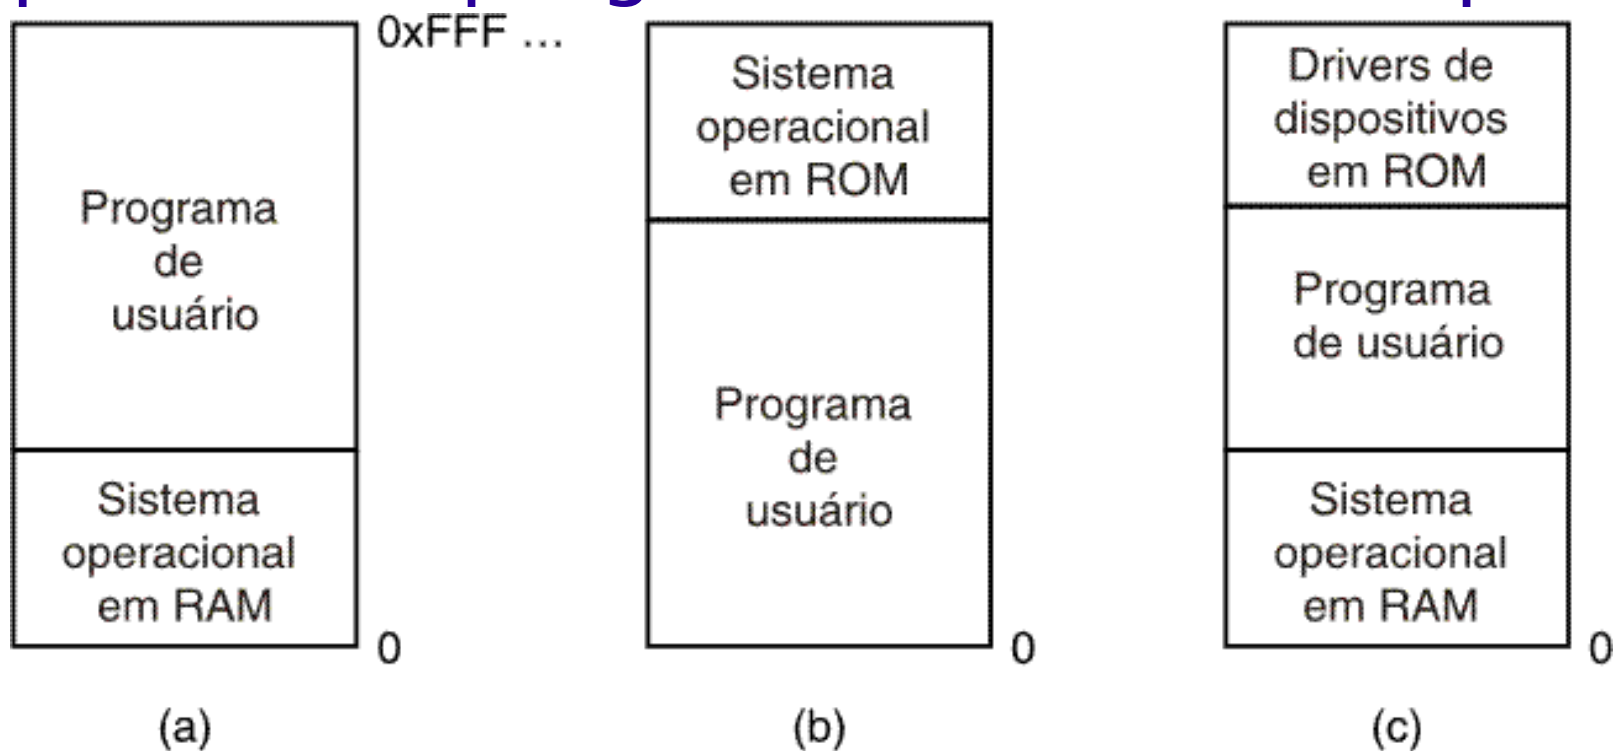 0xFFF ...
Programa
de
usuário
Sistema
operacional
em RAM
0
(a)
Sistema
operacional
em ROM
Programa
de
usuário
0
(b)
Drivers de
dispositivos
em ROM
Programa
de usuário
Sistema
operacional
em RAM
0
(c)